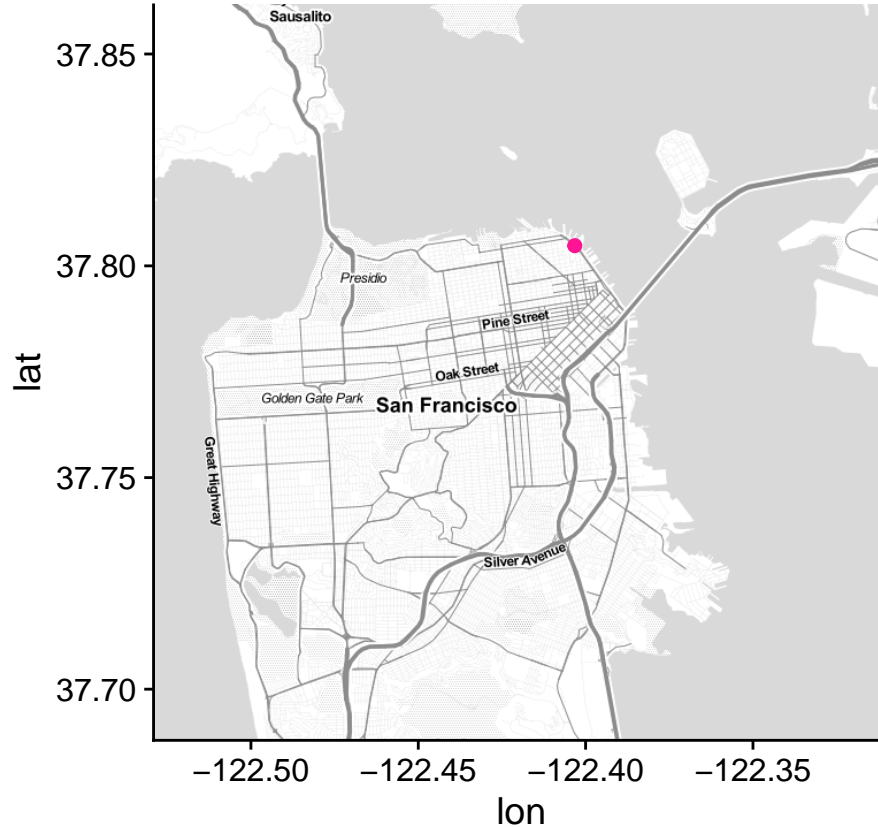 Sausalito
37.85
37.80
Presidio
Pine Street
lat
Oak Street
Golden Gate Park
San Francisco
Great Highway
37.75
Silver Avenue
37.70
−122.50
−122.45
−122.40
−122.35
lon